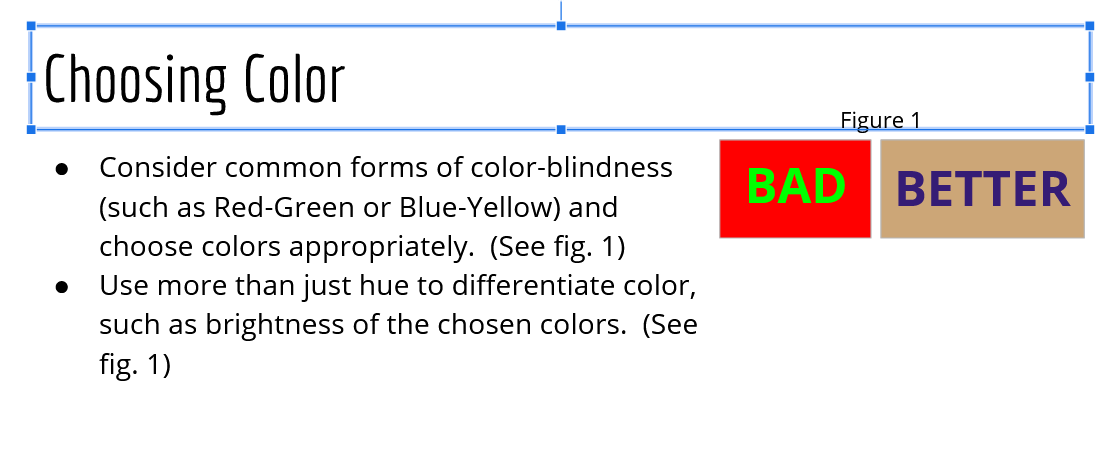 Choosing Color
Figure 1
● Consider common forms of color-blindness
(such as Red-Green or Blue-Yellow) and
choose colors appropriately.  (See fig. 1)
● Use more than just hue to differentiate color,
such as brightness of the chosen colors.  (See
fig. 1)
BAD
BETTER